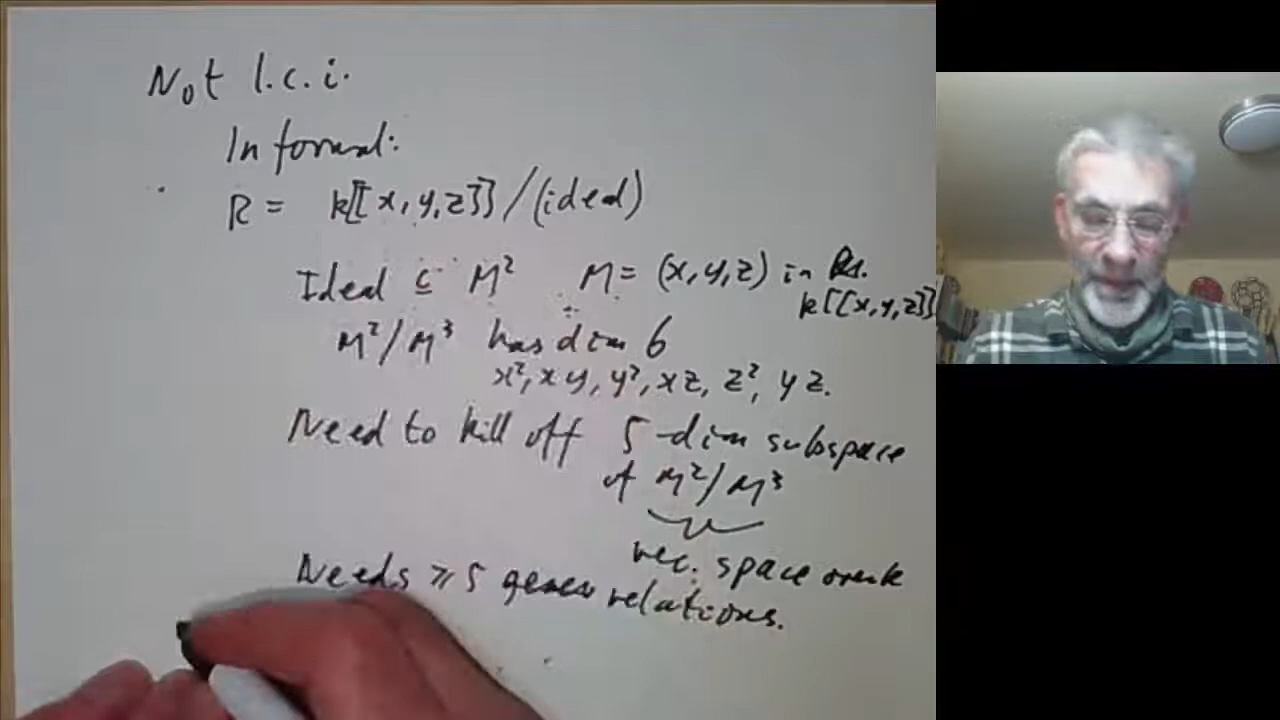 Not l.c.i.
Informal:
R = k[[x,y,z]]/(ideal)
Ideal ⊆ M² M = (x,y,z) in
k[[x,y,z]]
M²/M³ has dim 6
x², xy, y², xz, z², yz.
Need to kill off 5-dim subspace
of M²/M³
vec. space over k
Needs ≥ 5 relations.